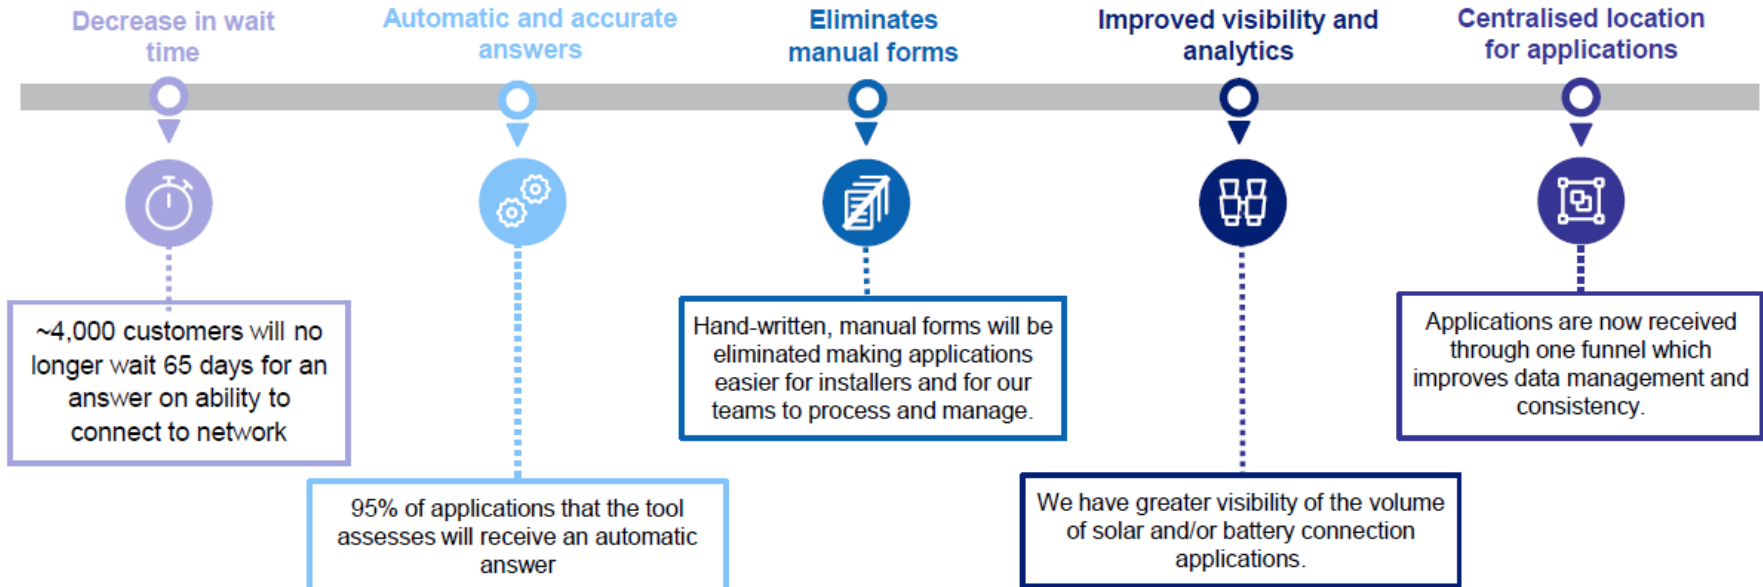 Decrease in wait
time
Automatic and accurate
answers
Eliminates
manual forms
Improved visibility and
analytics
Centralised location
for applications
~4,000 customers will no
longer wait 65 days for an
answer on ability to
connect to network
95% of applications that the tool
assesses will receive an automatic
answer
Hand-written, manual forms will be
eliminated making applications
easier for installers and for our
teams to process and manage.
We have greater visibility of the volume
of solar and/or battery connection
applications.
Applications are now received
through one funnel which
improves data management and
consistency.